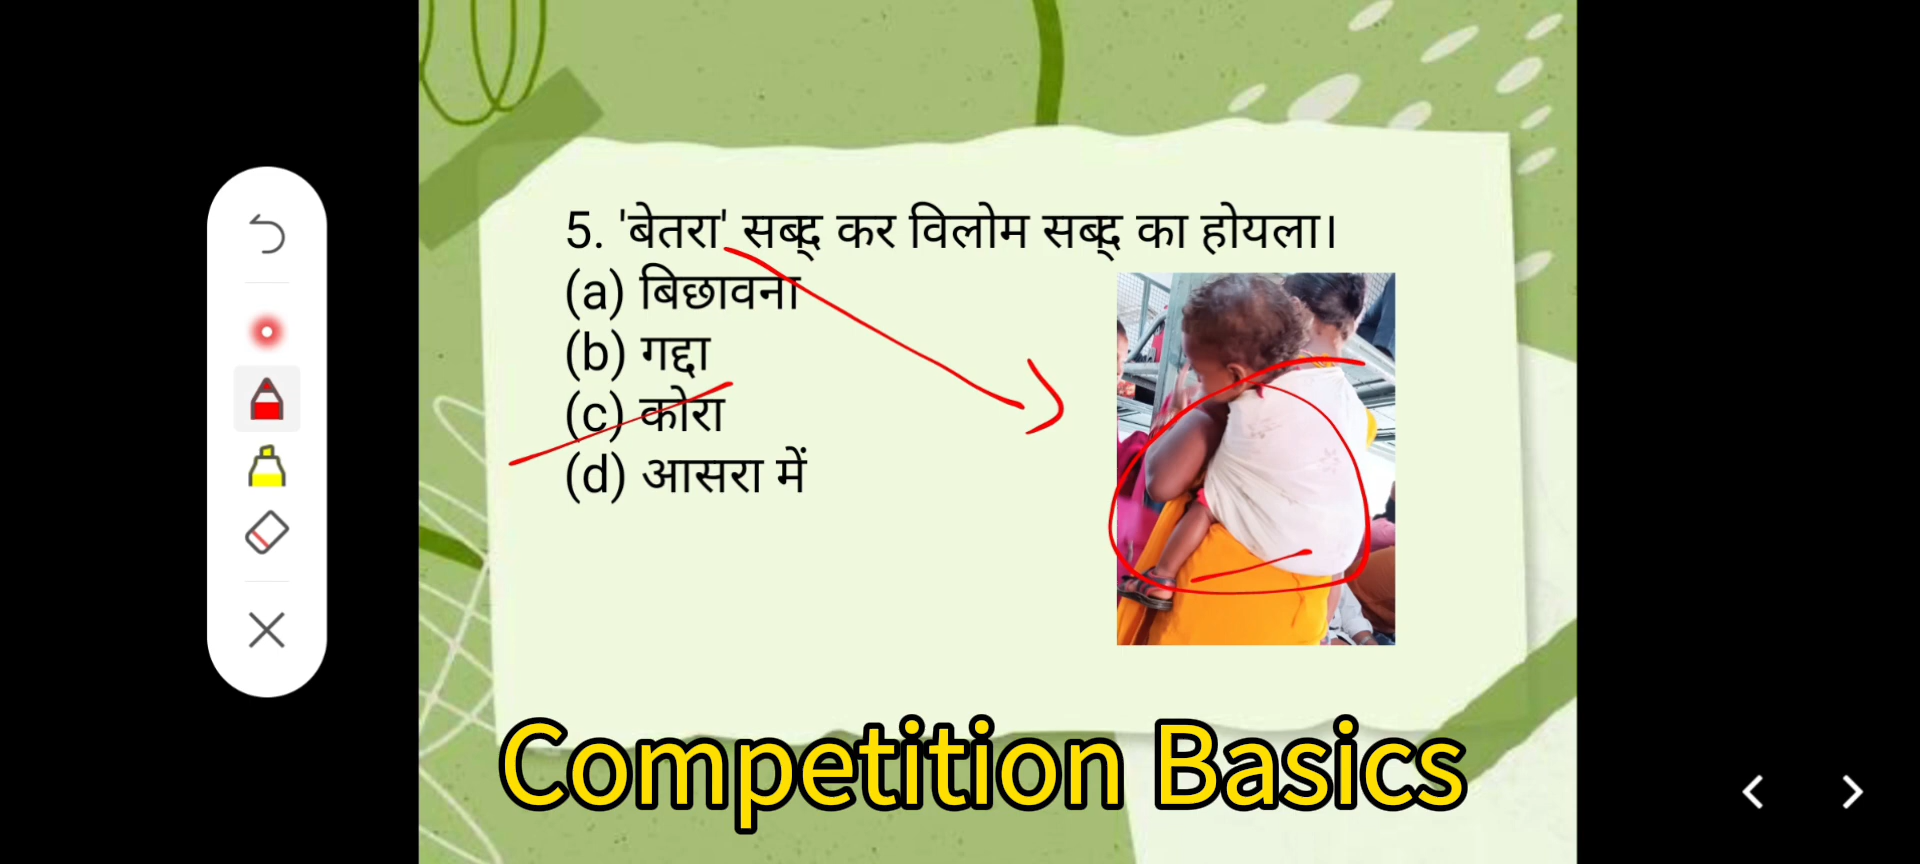 5. 'बेतरा' सब्द कर विलोम सब्द का होयला।
(a) बिछावना
(b) गद्दा
(c) कोरा
(d) आसरा में
Competition Basics